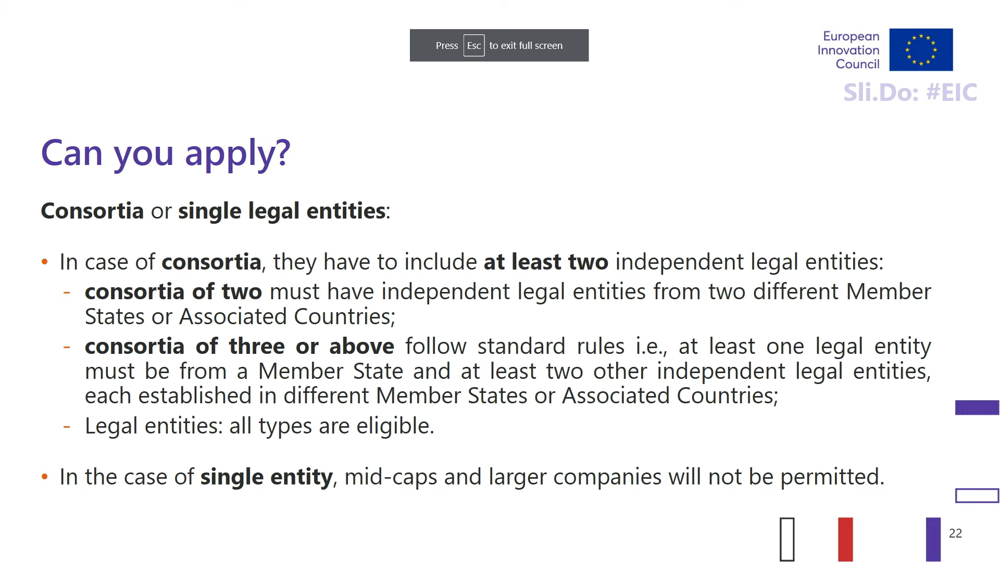 Press Esc to exit full screen
European
Innovation
Council
Sli.Do: #EIC
Can you apply?
Consortia or single legal entities:
• In case of consortia, they have to include at least two independent legal entities:
- consortia of two must have independent legal entities from two different Member
States or Associated Countries;
- consortia of three or above follow standard rules i.e., at least one legal entity
must be from a Member State and at least two other independent legal entities,
each established in different Member States or Associated Countries;
- Legal entities: all types are eligible.
• In the case of single entity, mid-caps and larger companies will not be permitted.
22